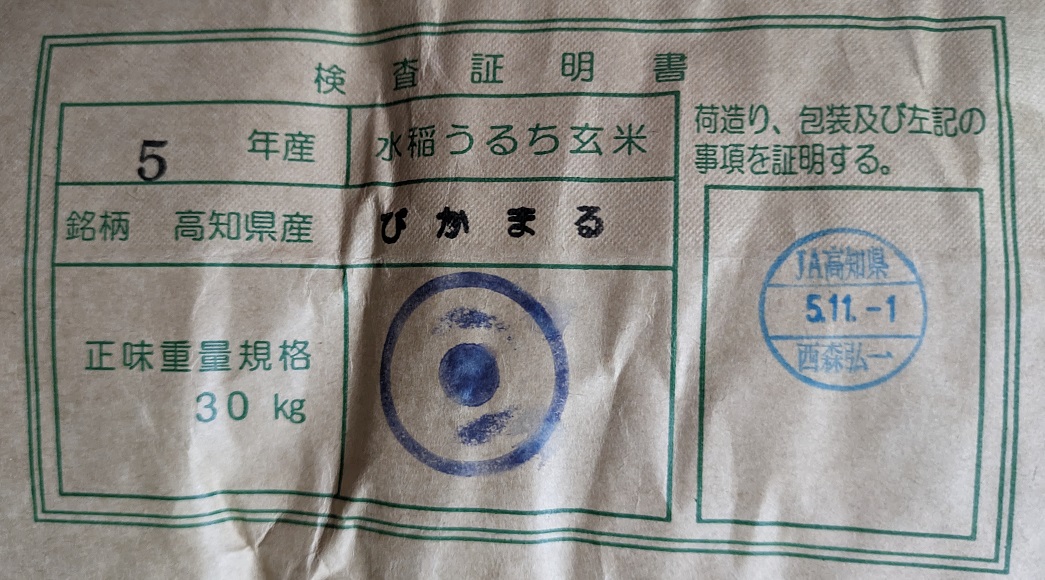 検査証明書
5 年産
水稲うるち玄米
銘柄 高知県産
ぴかまる
正味重量規格
30 kg
荷造り、包装及び左記の
事項を証明する。
JA高知県
5.11.-1
西森弘一